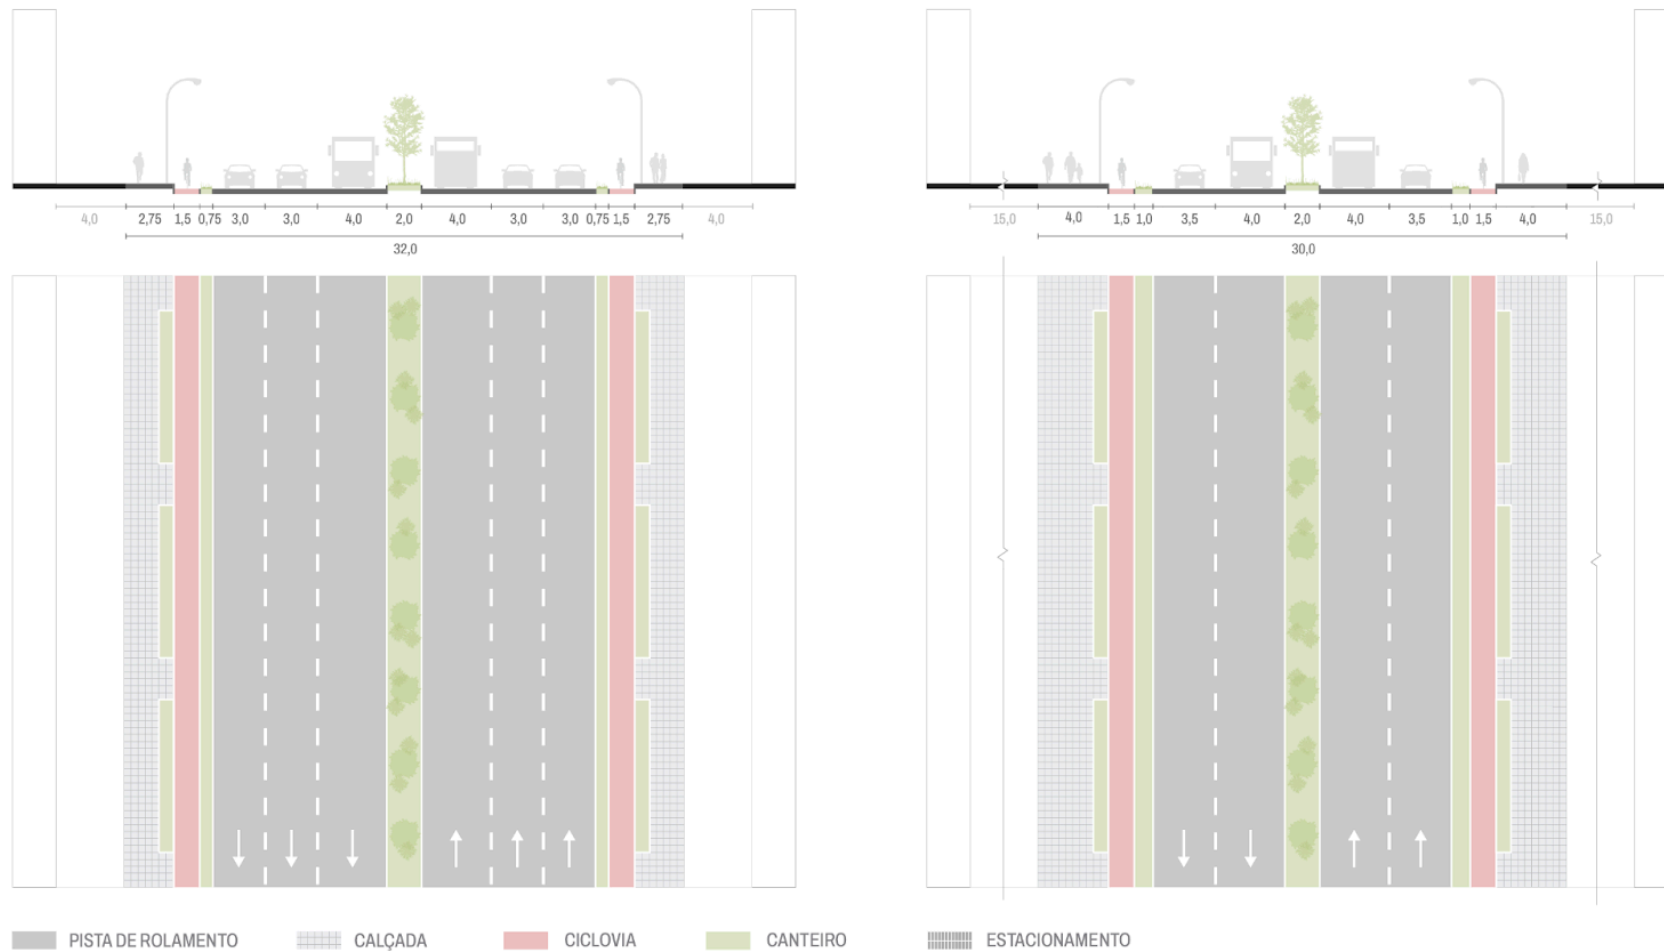 4,0 2,75 1,5 0,75 3,0 3,0 4,0 2,0 4,0 3,0 3,0 0,75 1,5 2,75 4,0
32,0
15,0 4,0 1,5 1,0 3,5 4,0 2,0 4,0 3,5 1,0 1,5 4,0 15,0
30,0
PISTA DE ROLAMENTO CALÇADA CICLOVIA CANTEIRO ESTACIONAMENTO